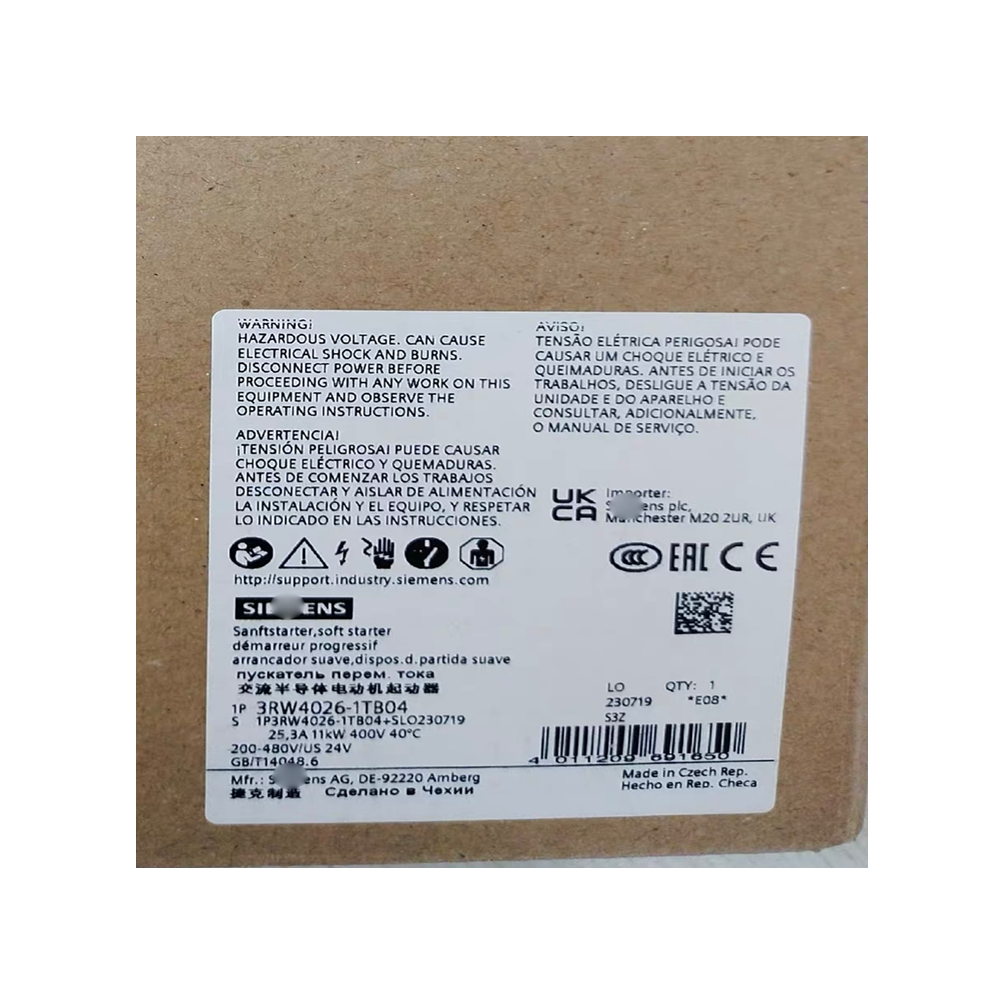 WARNING!
HAZARDOUS VOLTAGE. CAN CAUSE
ELECTRICAL SHOCK AND BURNS.
DISCONNECT POWER BEFORE
PROCEEDING WITH ANY WORK ON THIS
EQUIPMENT AND OBSERVE THE
OPERATING INSTRUCTIONS.
ADVERTENCIA!
¡TENSIÓN PELIGROSA! PUEDE CAUSAR
CHOQUE ELÉCTRICO Y QUEMADURAS.
ANTES DE COMENZAR LOS TRABAJOS
DESCONECTAR Y AISLAR DE ALIMENTACIÓN
LA INSTALACIÓN Y EL EQUIPO, Y RESPETAR
LO INDICADO EN LAS INSTRUCCIONES.
AVISO!
TENSÃO ELÉTRICA PERIGOSA! PODE
CAUSAR UM CHOQUE ELÉTRICO E
QUEIMADURAS. ANTES DE INICIAR OS
TRABALHOS, DESLIGUE A TENSÃO DA
UNIDADE E DO APARELHO E
CONSULTAR, ADICIONALMENTE,
O MANUAL DE SERVIÇO.
UK
CA
Importer:
plc,
Manchester M20 2UR, UK
CCC EAC CE
http://support.industry.siemens.com
Sanftstarter,soft starter
démarreur progressif
arrancador suave,dispos.d.partida suave
пускатель перем. тока
交流半导体电动机起动器
1P 3RW4026-1TB04
S 1P3RW4026-1TB04+SLO230719
25,3A 11kW 400V 40°C
200-480V/US 24V
GB/T14048.6
LO QTY: 1
230719 *E08*
S3Z
4 011209 691650
Mfr.: AG, DE-92220 Amberg
捷克制造 Сделано в Чехии
Made in Czech Rep.
Hecho en Rep. Checa